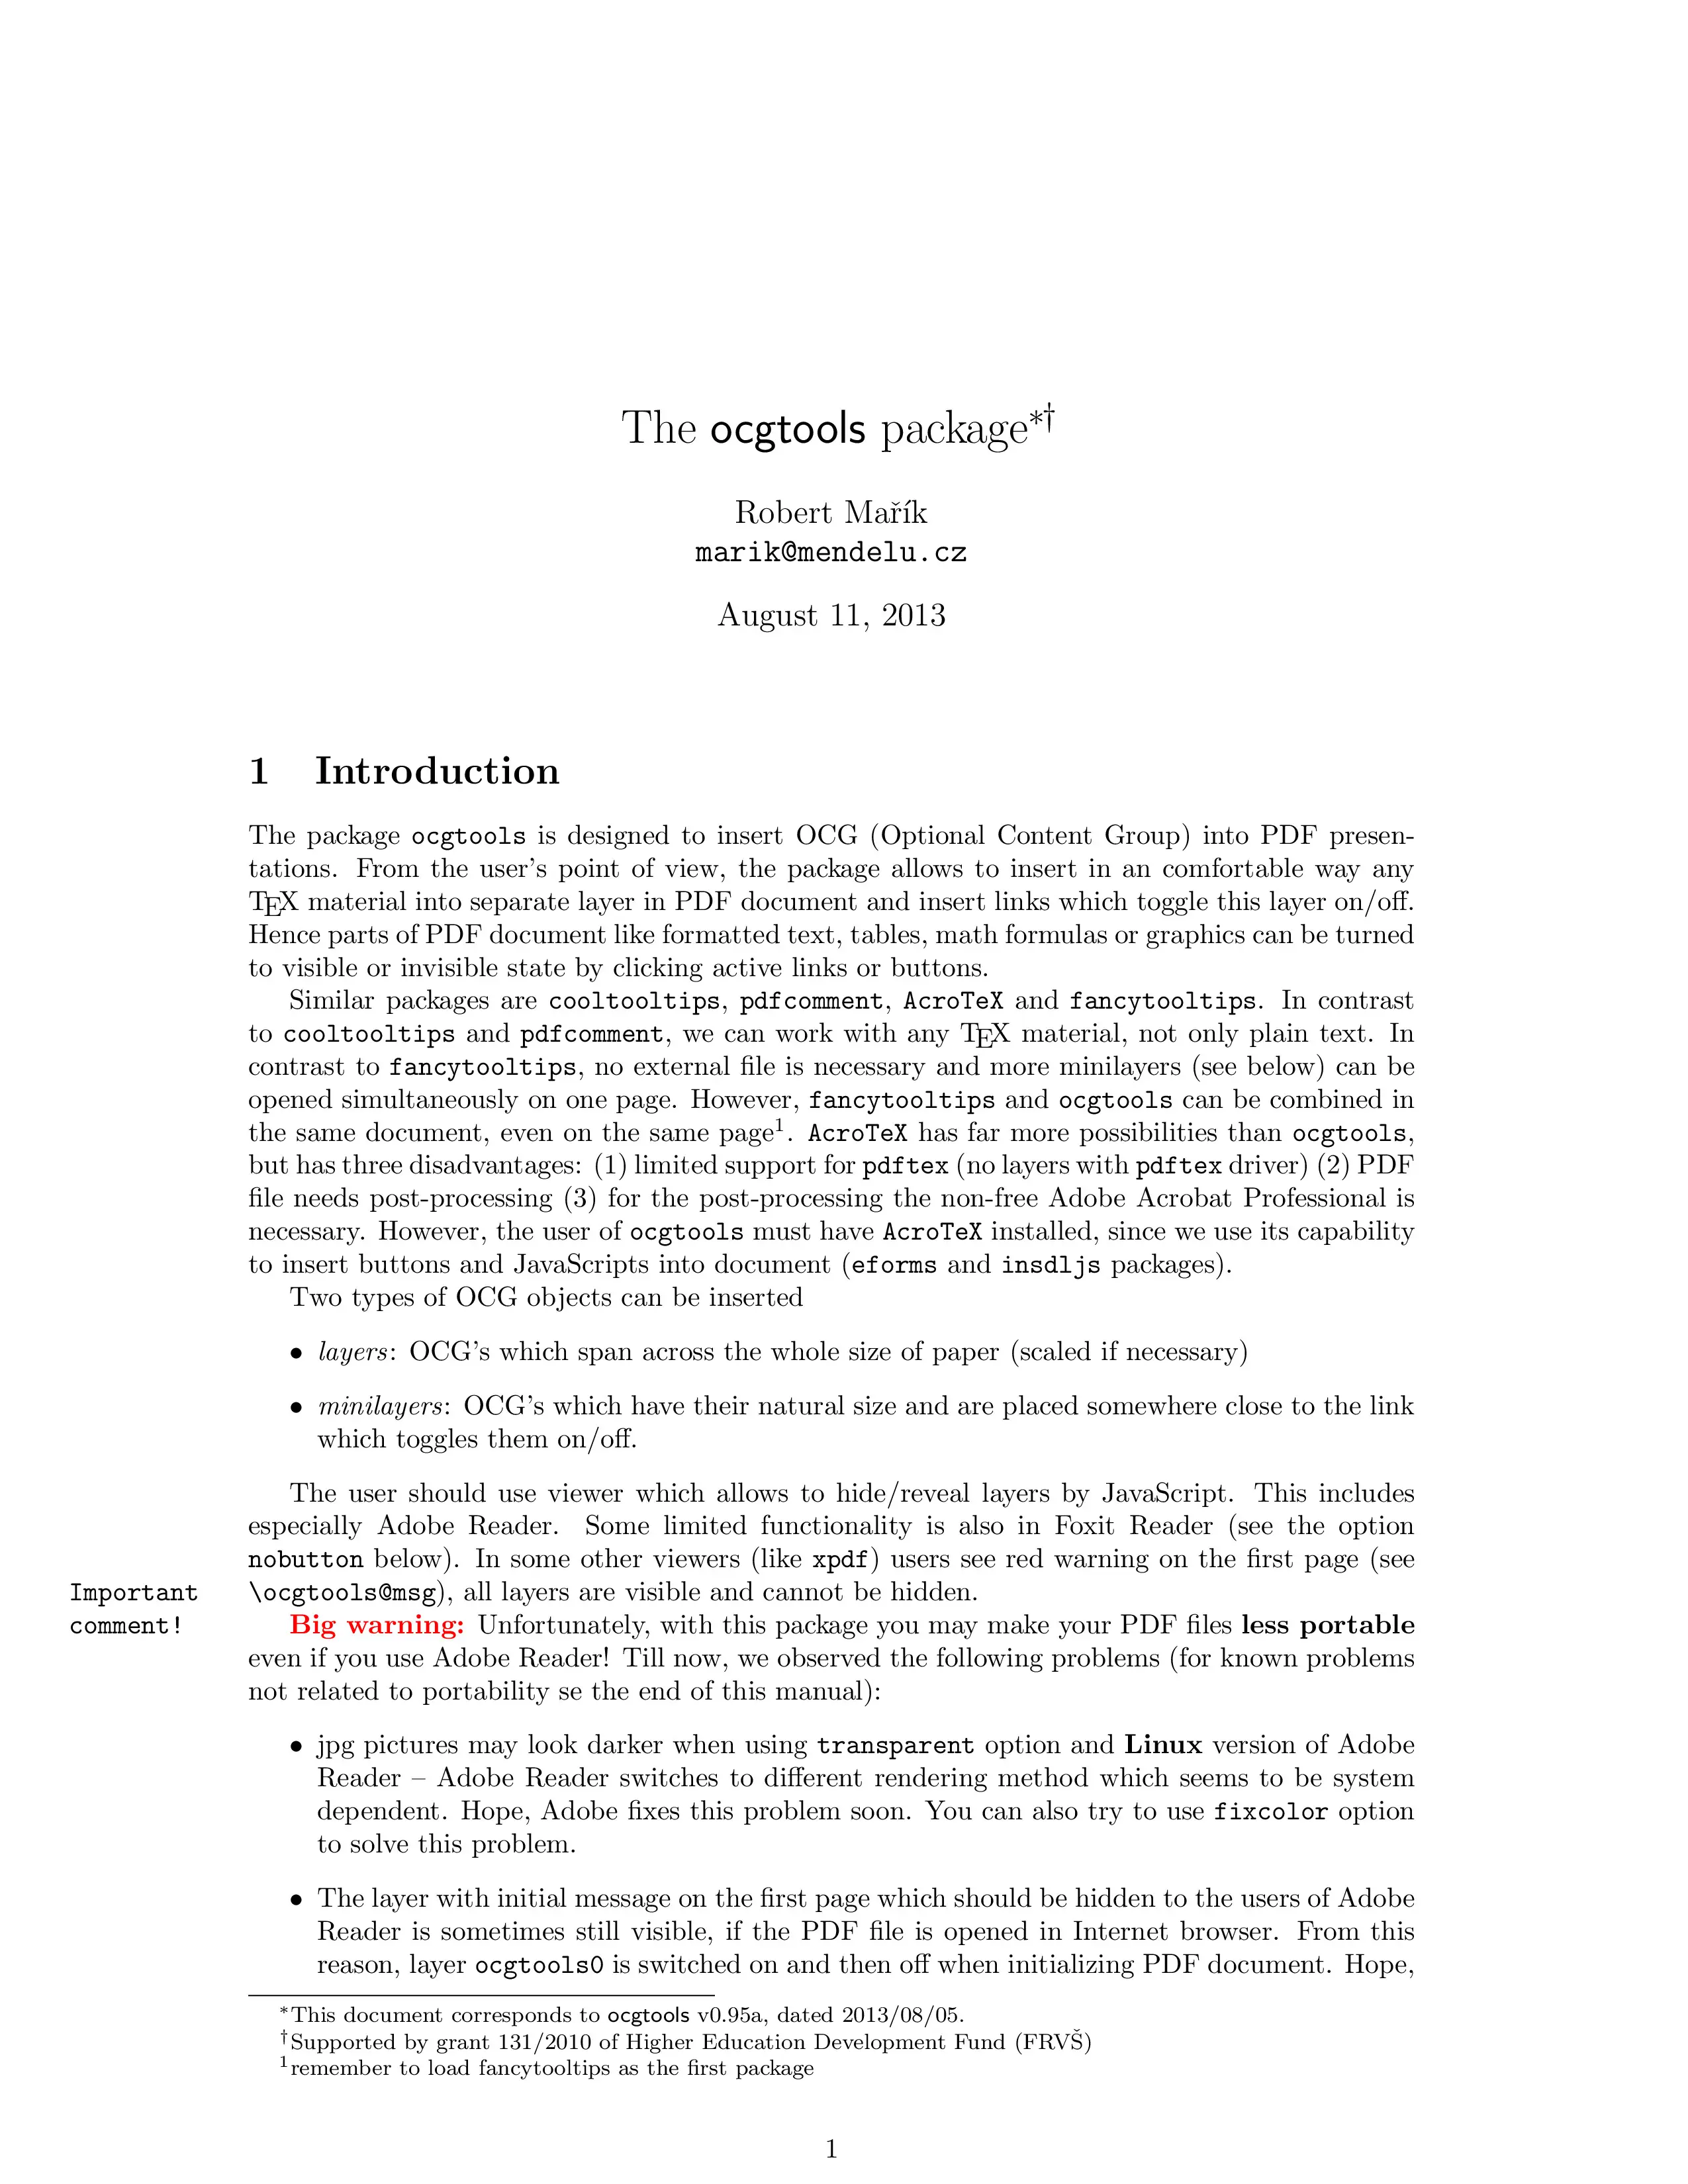 The ocgtools package*†
Robert Mařík
marik@mendelu.cz
August 11, 2013
1 Introduction
The package ocgtools is designed to insert OCG (Optional Content Group) into PDF presen-
tations. From the user's point of view, the package allows to insert in an comfortable way any
TEX material into separate layer in PDF document and insert links which toggle this layer on/off.
Hence parts of PDF document like formatted text, tables, math formulas or graphics can be turned
to visible or invisible state by clicking active links or buttons.
Similar packages are cooltooltips, pdfcomment, AcroTeX and fancytooltips. In contrast
to cooltooltips and pdfcomment, we can work with any TEX material, not only plain text. In
contrast to fancytooltips, no external file is necessary and more minilayers (see below) can be
opened simultaneously on one page. However, fancytooltips and ocgtools can be combined in
the same document, even on the same page1. AcroTeX has far more possibilities than ocgtools,
but has three disadvantages: (1) limited support for pdftex (no layers with pdftex driver) (2) PDF
file needs post-processing (3) for the post-processing the non-free Adobe Acrobat Professional is
necessary. However, the user of ocgtools must have AcroTeX installed, since we use its capability
to insert buttons and JavaScripts into document (eforms and insdljs packages).
Two types of OCG objects can be inserted
• layers: OCG's which span across the whole size of paper (scaled if necessary)
• minilayers: OCG's which have their natural size and are placed somewhere close to the link
which toggles them on/off.
The user should use viewer which allows to hide/reveal layers by JavaScript. This includes
especially Adobe Reader. Some limited functionality is also in Foxit Reader (see the option
nobutton below). In some other viewers (like xpdf) users see red warning on the first page (see
\ocgtools@msg), all layers are visible and cannot be hidden.
Important
comment!
Big warning: Unfortunately, with this package you may make your PDF files less portable
even if you use Adobe Reader! Till now, we observed the following problems (for known problems
not related to portability se the end of this manual):
• jpg pictures may look darker when using transparent option and Linux version of Adobe
Reader – Adobe Reader switches to different rendering method which seems to be system
dependent. Hope, Adobe fixes this problem soon. You can also try to use fixcolor option
to solve this problem.
• The layer with initial message on the first page which should be hidden to the users of Adobe
Reader is sometimes still visible, if the PDF file is opened in Internet browser. From this
reason, layer ocgtools0 is switched on and then off when initializing PDF document. Hope,
*This document corresponds to ocgtools v0.95a, dated 2013/08/05.
†Supported by grant 131/2010 of Higher Education Development Fund (FRVŠ)
1remember to load fancytooltips as the first package
1